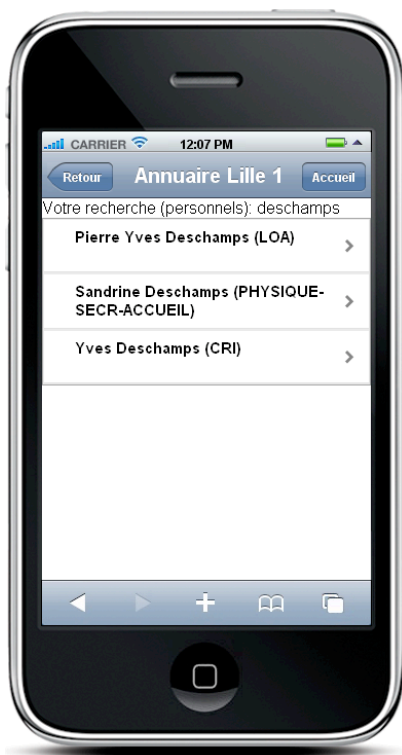 CARRIER 12:07 PM
Retour Annuaire Lille 1 Accueil
Votre recherche (personnels): deschamps
Pierre Yves Deschamps (LOA)
Sandrine Deschamps (PHYSIQUE-
SECR-ACCUEIL)
Yves Deschamps (CRI)